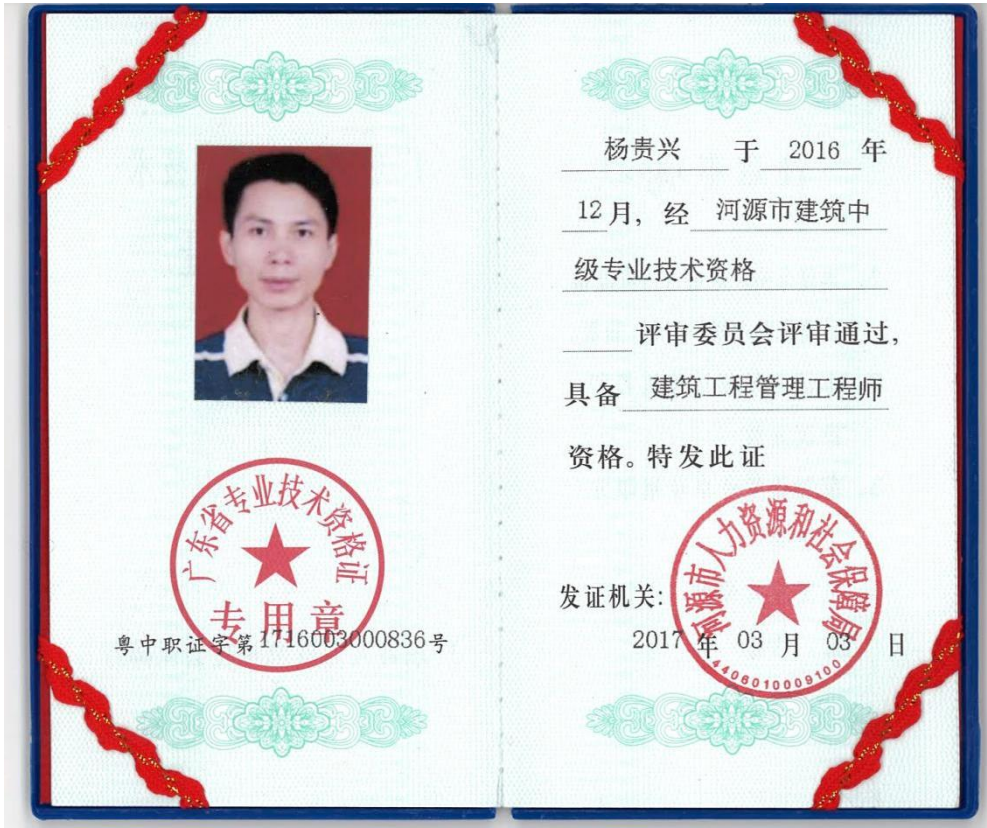 广东省专业技术资格证
专用章
粤中职证字第1716003000836号
杨贵兴 于 2016 年
12月，经 河源市建筑中
级专业技术资格
评审委员会评审通过，
具备 建筑工程管理工程师
资格。特发此证
河源市人力资源和社会保障局
发证机关:
2017 年 03 月 03 日
4406010009100